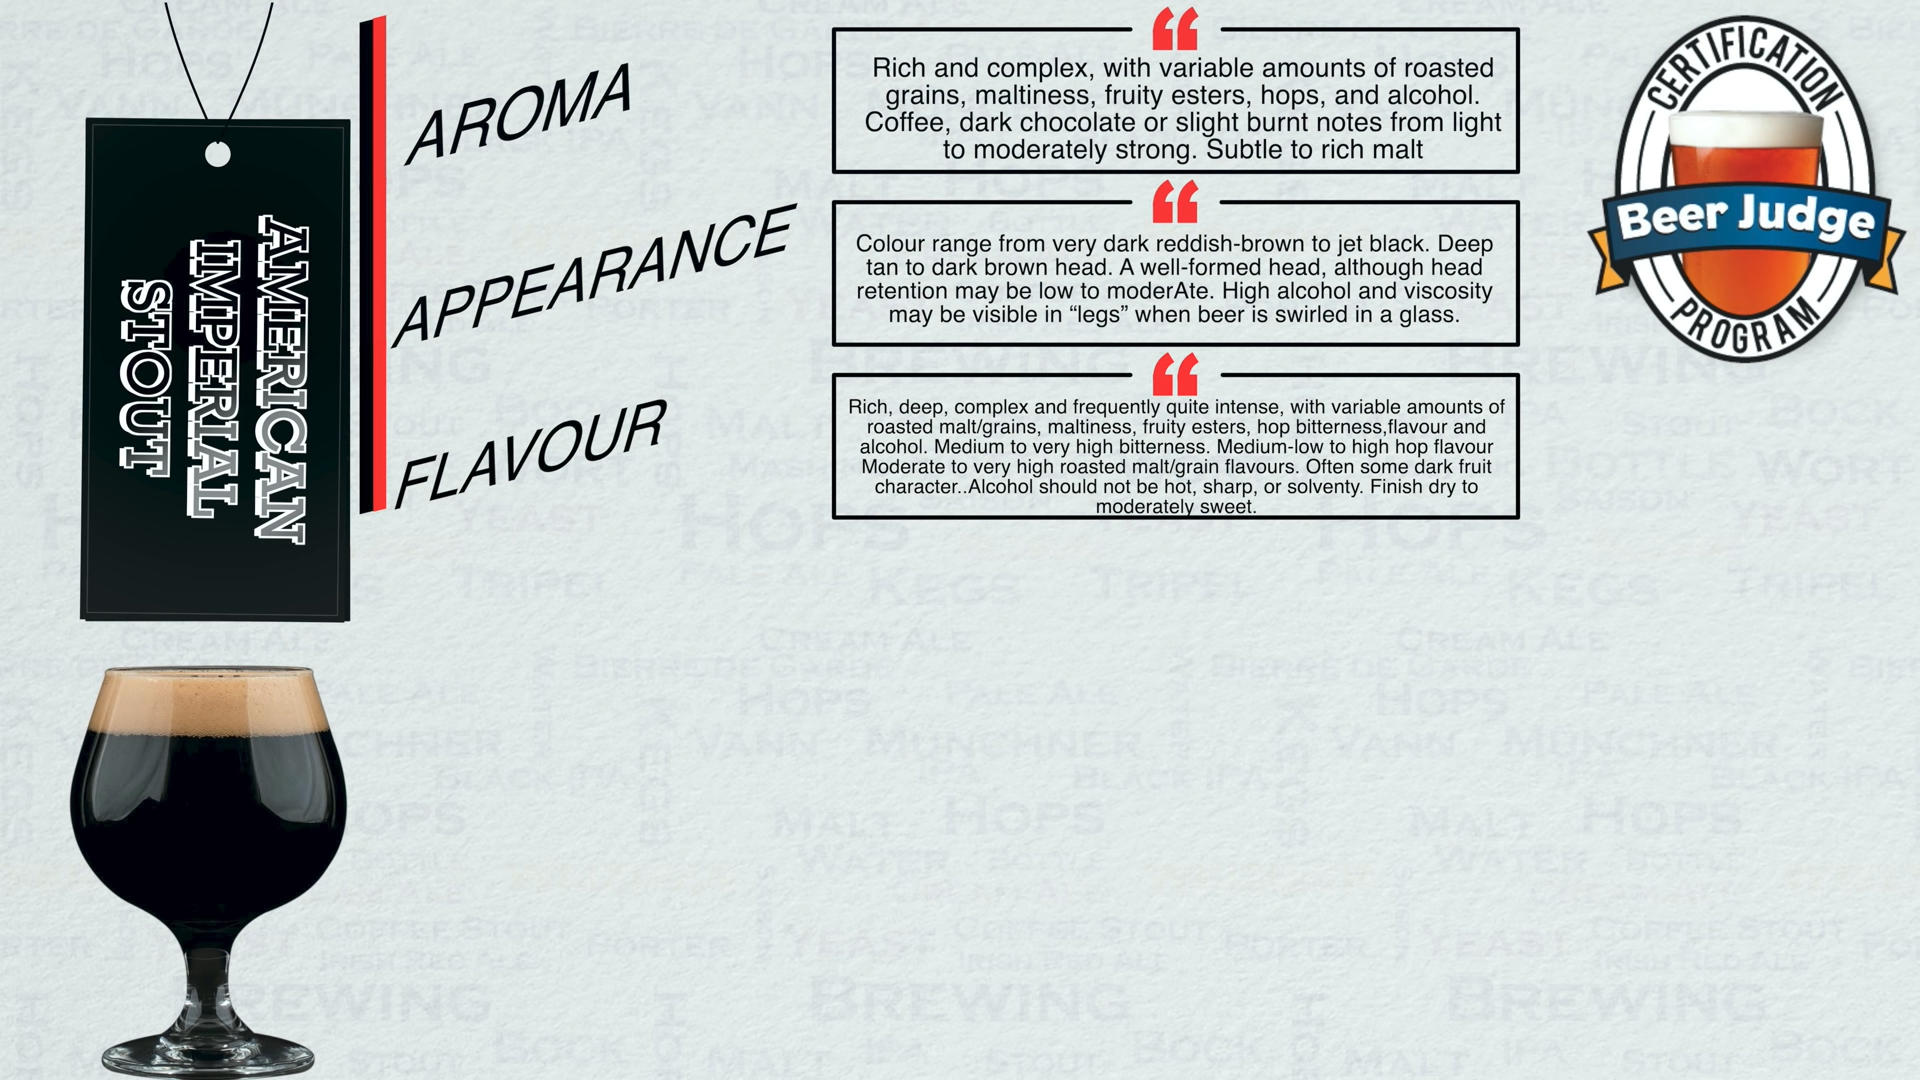 AMERICAN
IMPERIAL
STOUT
AROMA
Rich and complex, with variable amounts of roasted
grains, maltiness, fruity esters, hops, and alcohol.
Coffee, dark chocolate or slight burnt notes from light
to moderately strong. Subtle to rich malt
APPEARANCE
Colour range from very dark reddish-brown to jet black. Deep
tan to dark brown head. A well-formed head, although head
retention may be low to moderAte. High alcohol and viscosity
may be visible in “legs” when beer is swirled in a glass.
FLAVOUR
Rich, deep, complex and frequently quite intense, with variable amounts of
roasted malt/grains, maltiness, fruity esters, hop bitterness,flavour and
alcohol. Medium to very high bitterness. Medium-low to high hop flavour
Moderate to very high roasted malt/grain flavours. Often some dark fruit
character..Alcohol should not be hot, sharp, or solventy. Finish dry to
moderately sweet.
CERTIFICATION
Beer Judge
PROGRAM